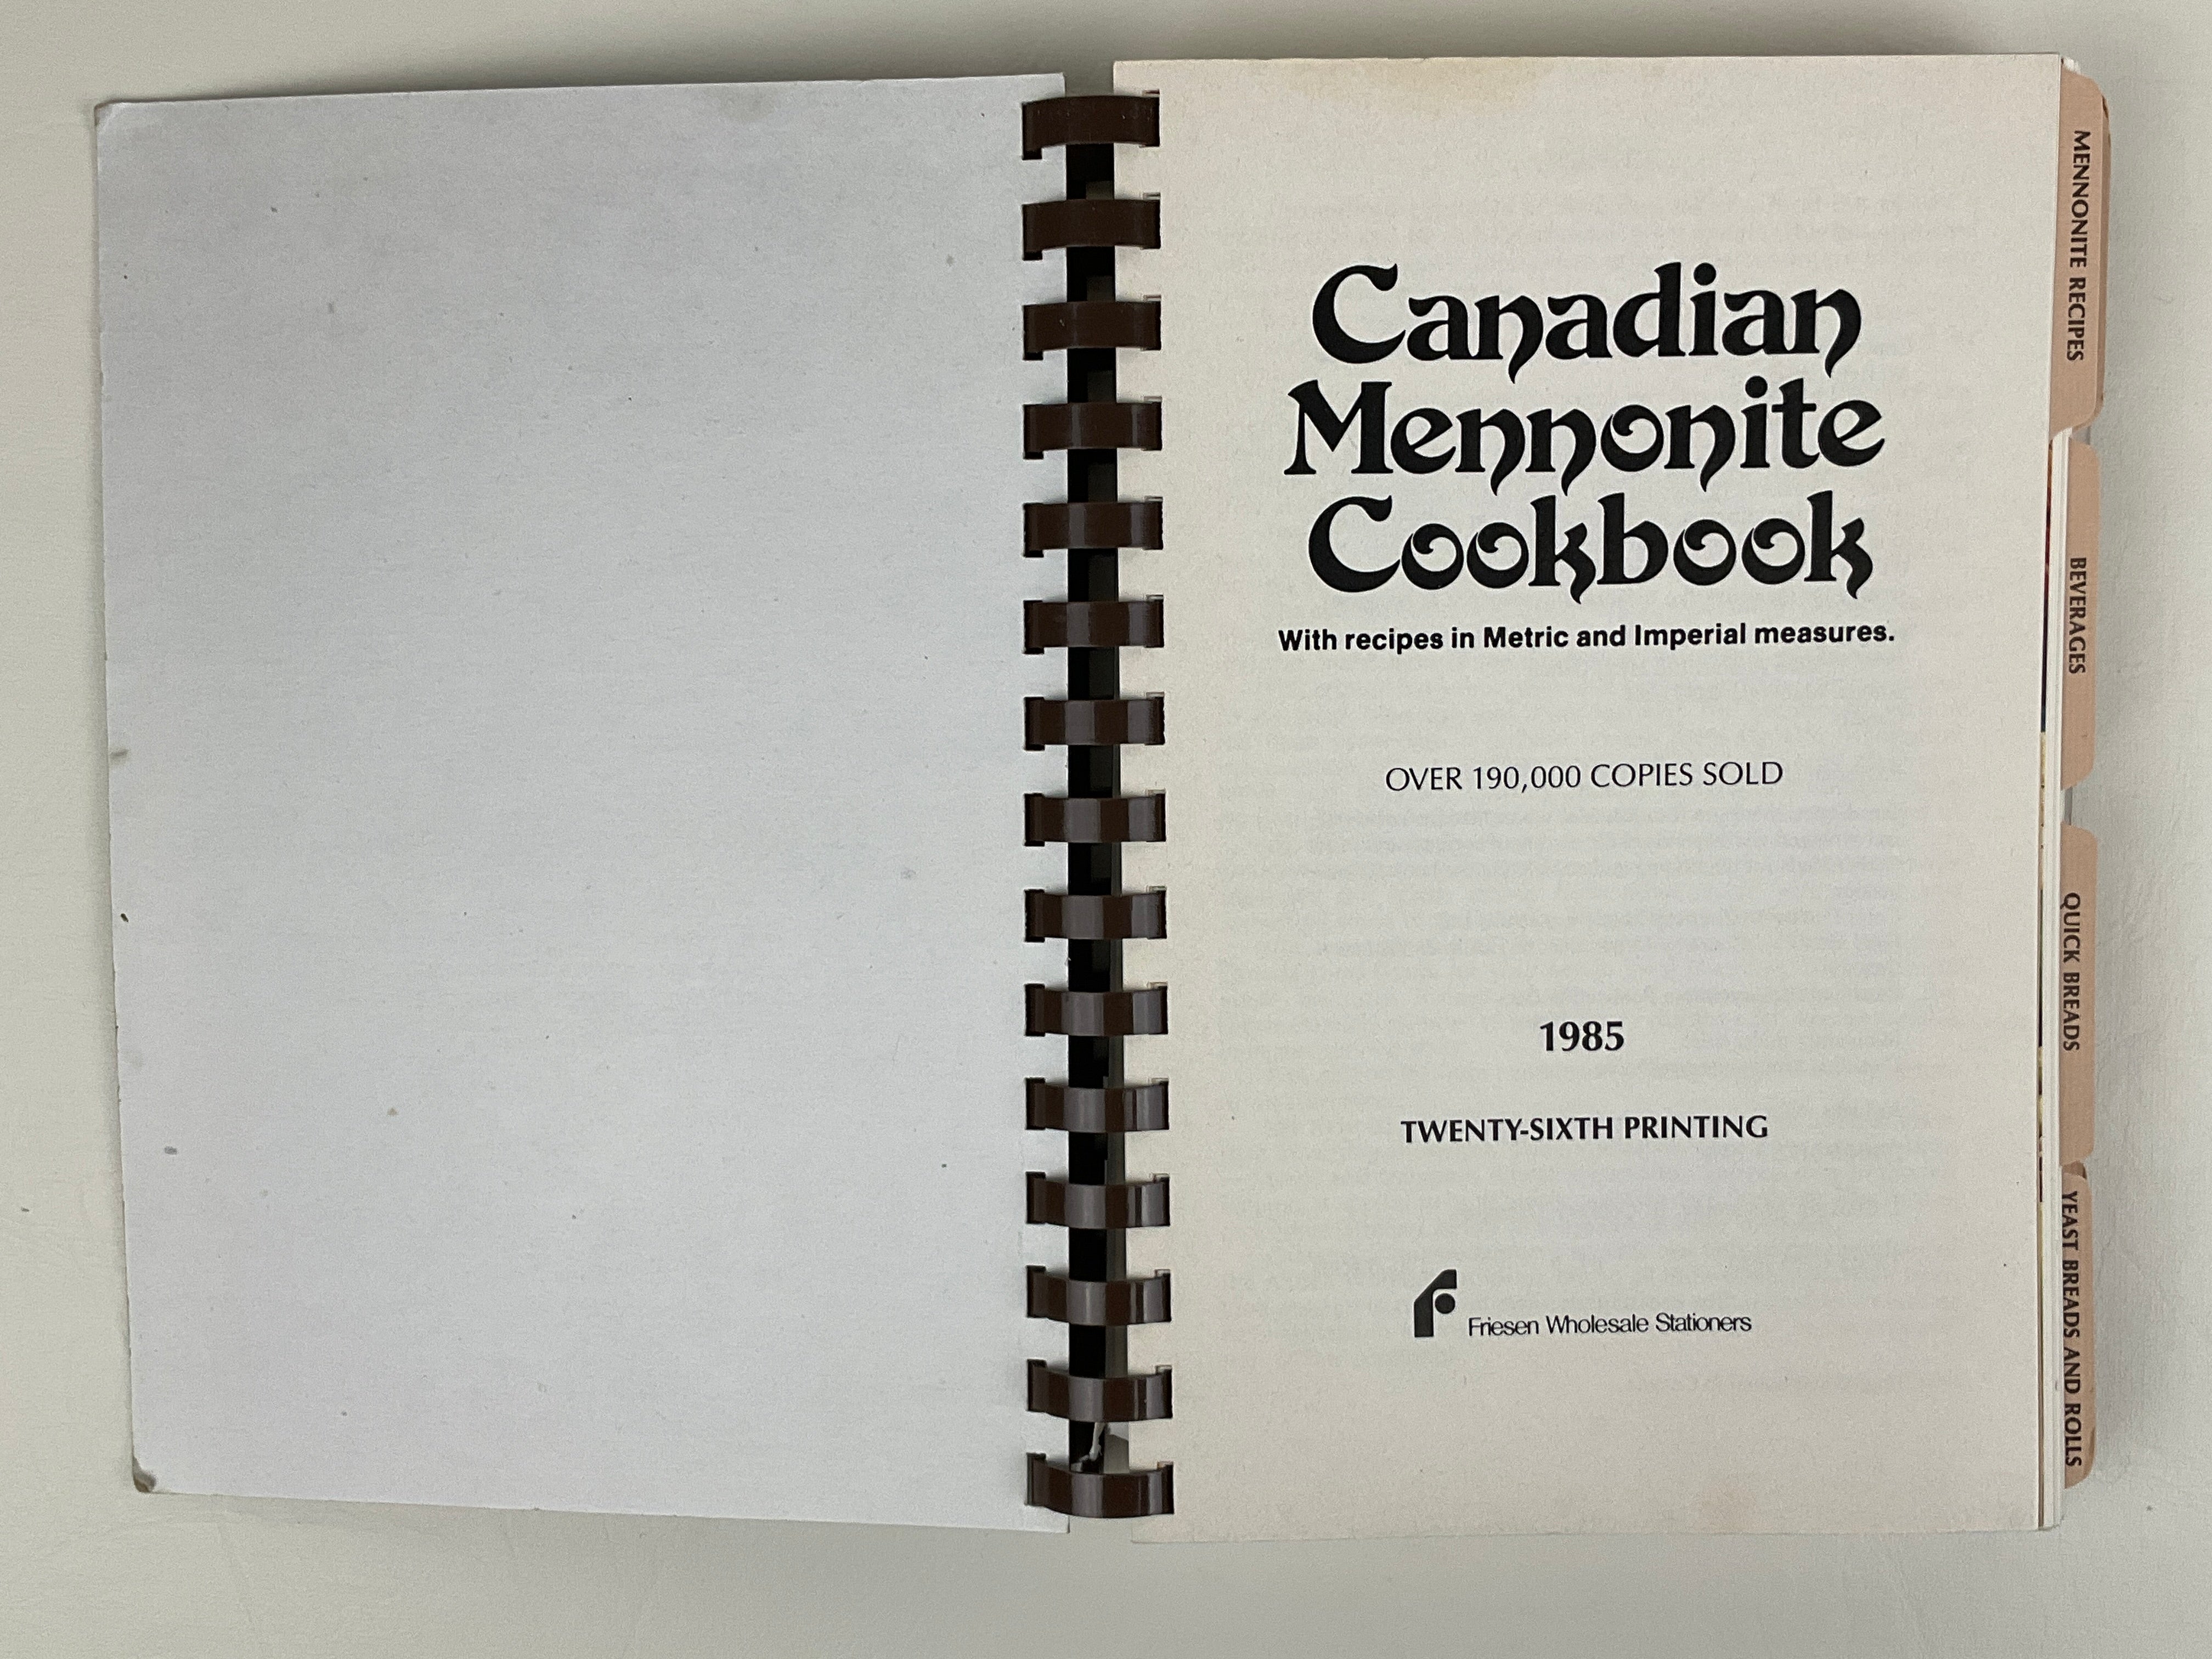 Canadian
Mennonite
Cookbook
With recipes in Metric and Imperial measures.
OVER 190,000 COPIES SOLD
1985
TWENTY-SIXTH PRINTING
Friesen Wholesale Stationers
MENNONITE RECIPES
BEVERAGES
QUICK BREADS
YEAST BREADS AND ROLLS